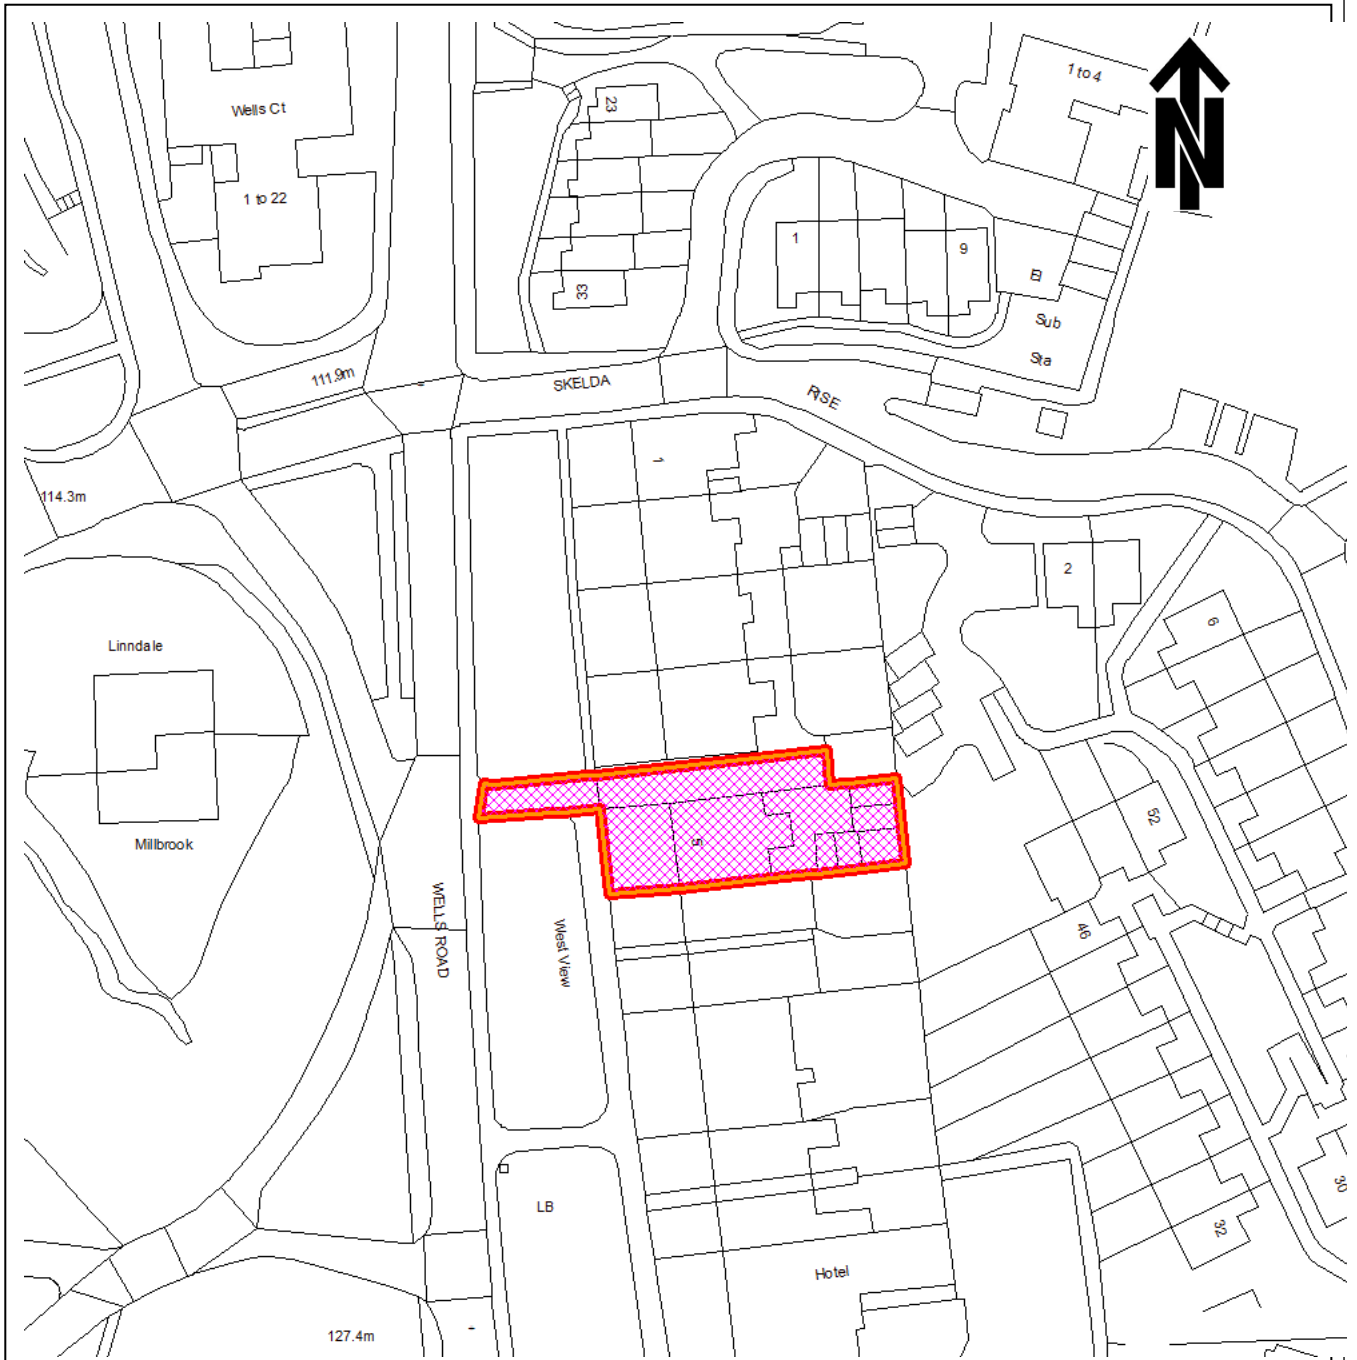 1 to 4
N
23
Wells Ct
1 to 22
1
9
El
Sub
Sta
33
111.9m
SKELDA
RISE
1
114.3m
2
6
Linndale
Millbrook
5
52
WELLS ROAD
West View
46
LB
30
32
Hotel
127.4m